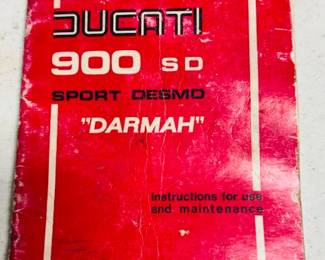 DUCATI
900 SD
SPORT DESMO
"DARMAH"
instructions for use
and maintenance